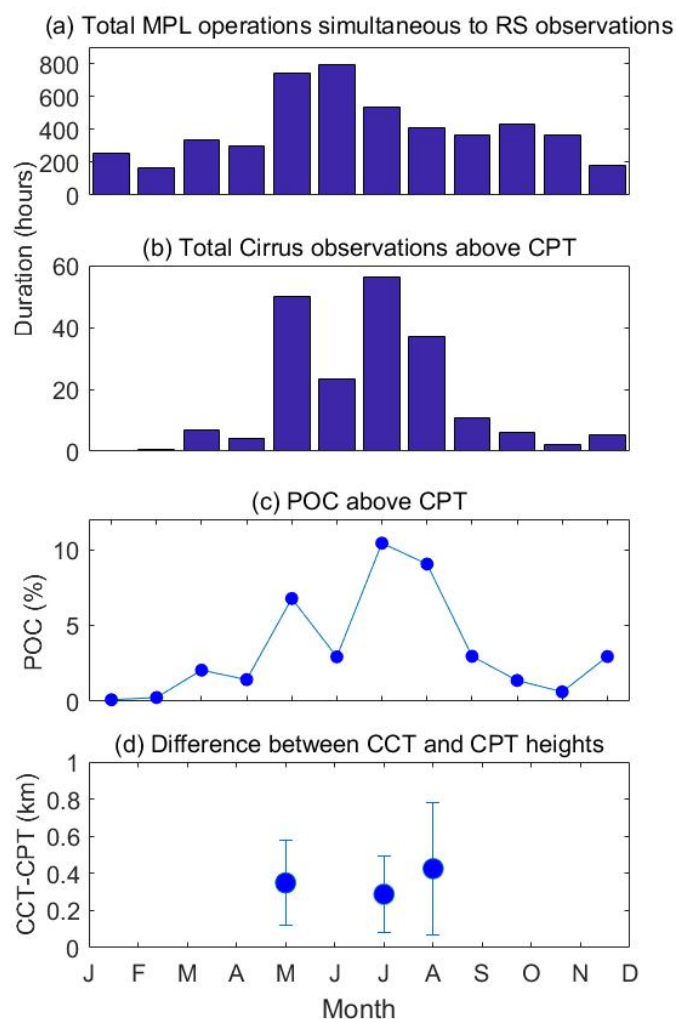 (a) Total MPL operations simultaneous to RS observations
800
600
400
200
0
Duration (hours)
(b) Total Cirrus observations above CPT
60
40
20
0
(c) POC above CPT
10
5
0
POC (%)
(d) Difference between CCT and CPT heights
1
0.8
0.6
0.4
0.2
0
CCT-CPT (km)
J F M A M J J A S O N D
Month